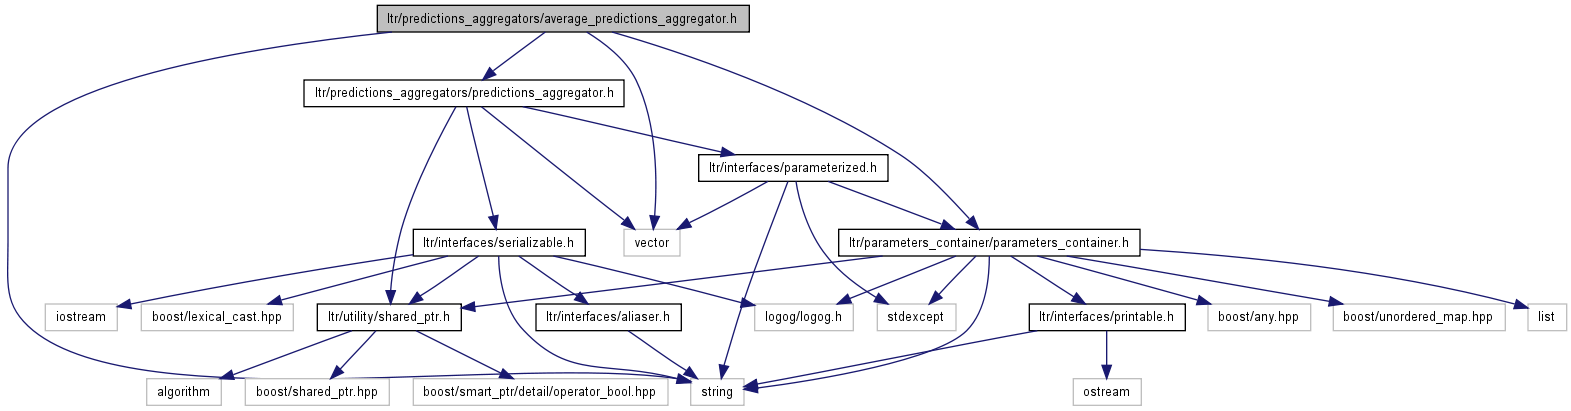 ltr/predictions_aggregators/average_predictions_aggregator.h
ltr/predictions_aggregators/predictions_aggregator.h
ltr/interfaces/parameterized.h
ltr/interfaces/serializable.h
vector
ltr/parameters_container/parameters_container.h
iostream
boost/lexical_cast.hpp
ltr/utility/shared_ptr.h
ltr/interfaces/aliaser.h
logog/logog.h
stdexcept
ltr/interfaces/printable.h
boost/any.hpp
boost/unordered_map.hpp
list
algorithm
boost/shared_ptr.hpp
boost/smart_ptr/detail/operator_bool.hpp
string
ostream